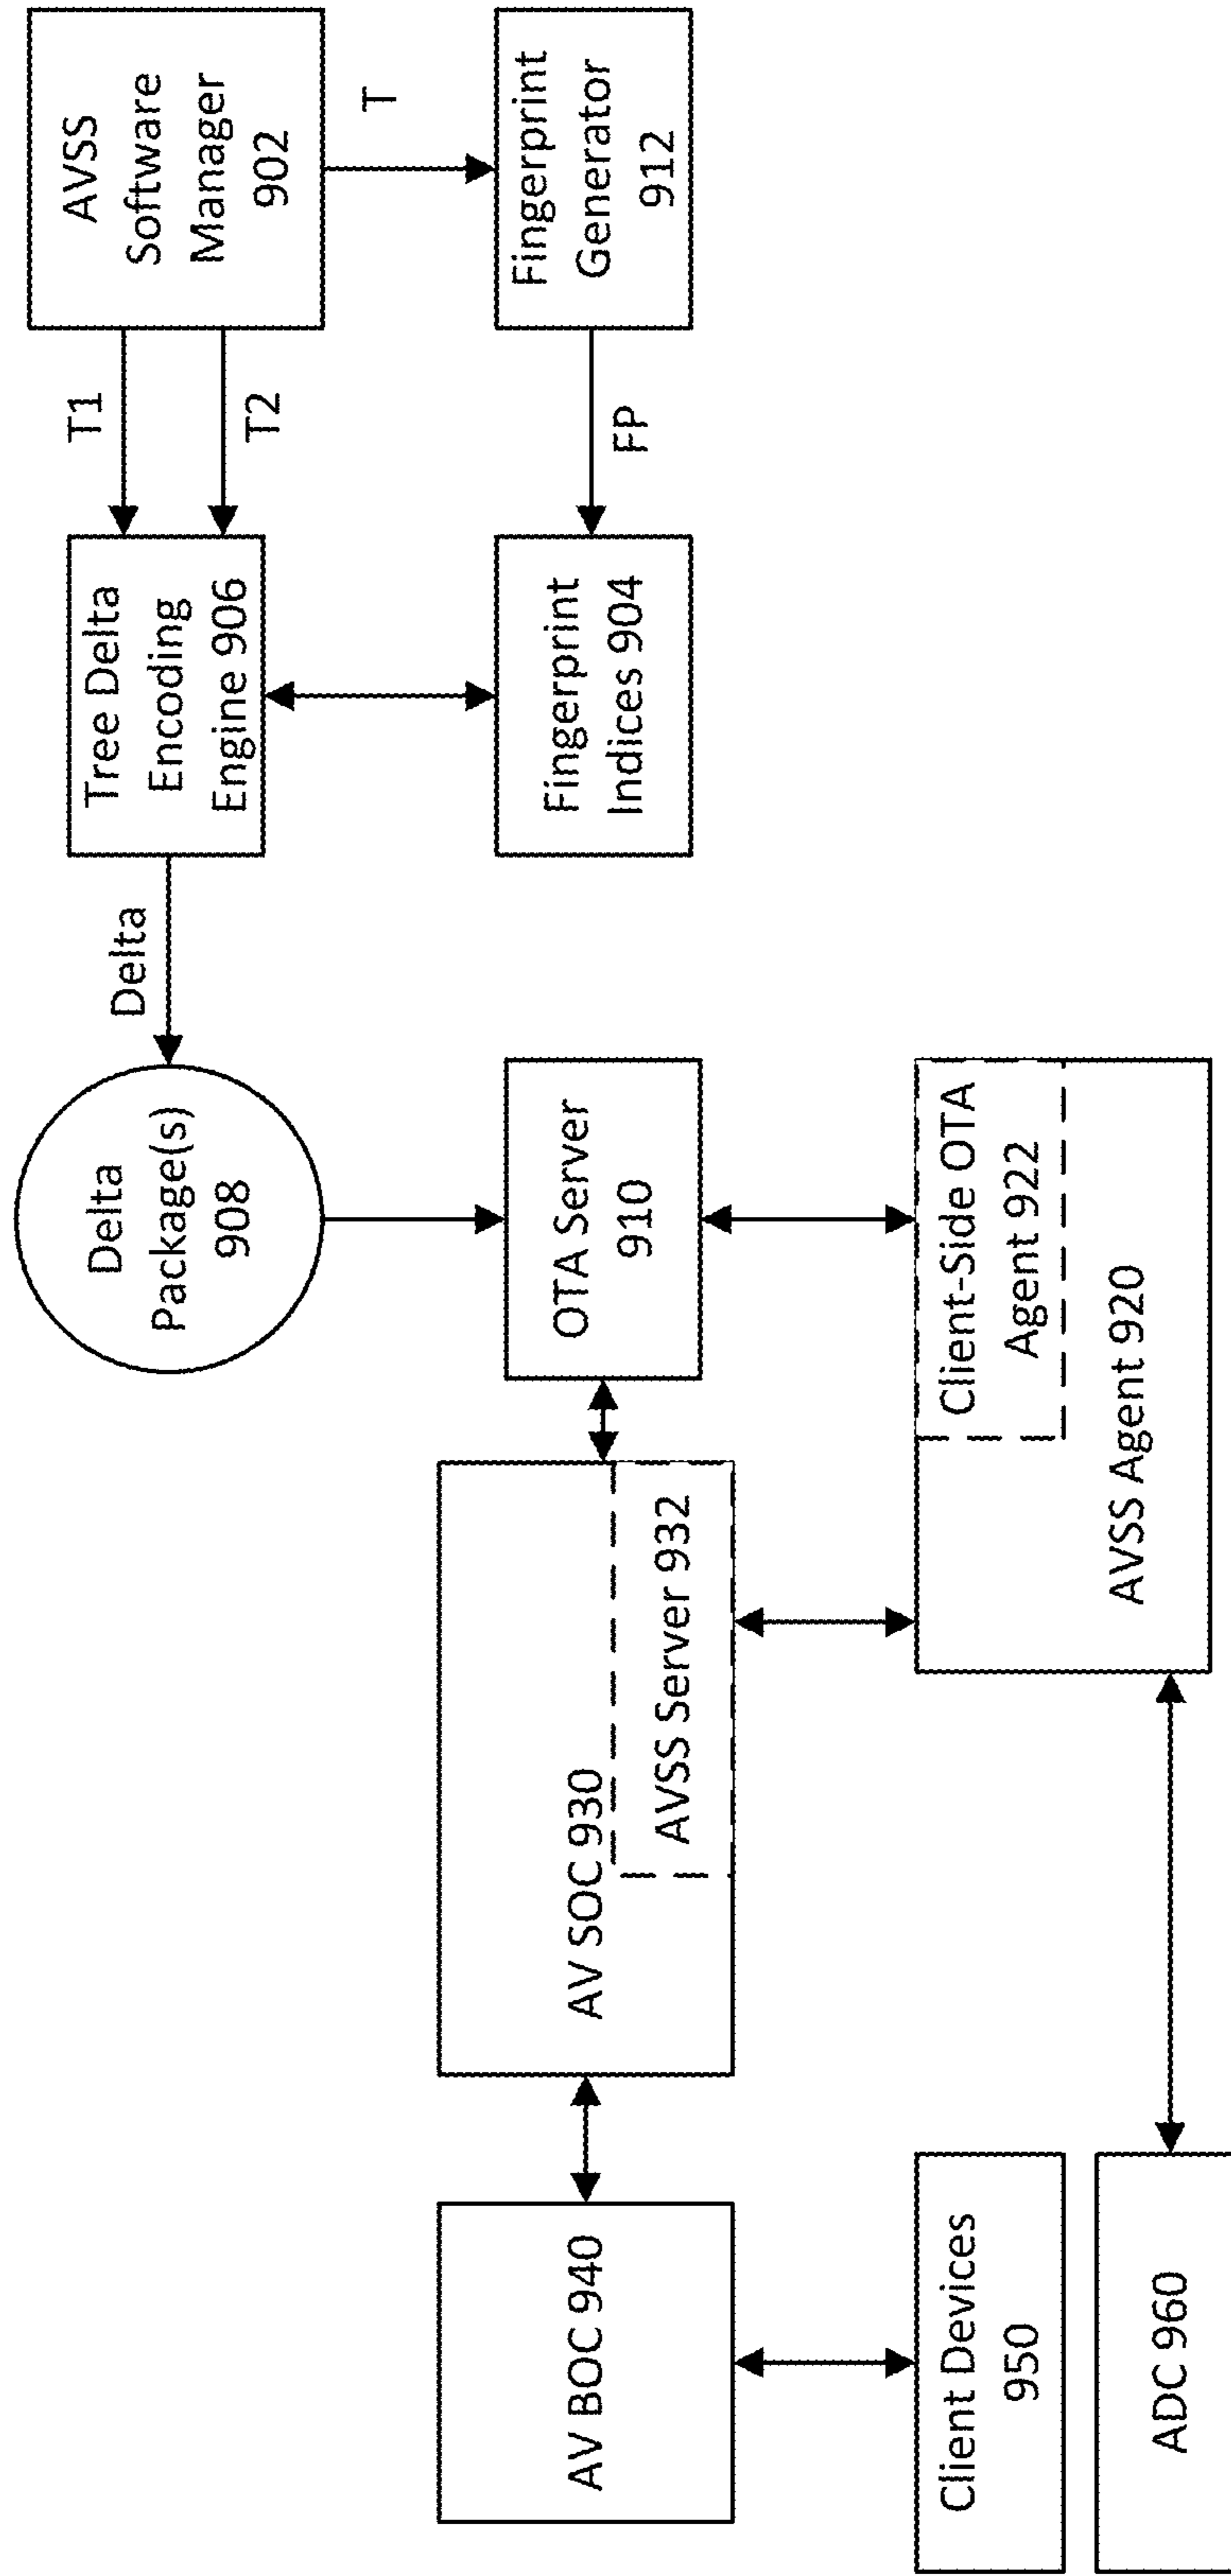 Delta
Package(s)
908
Delta
Tree Delta
Encoding
Engine 906
T1
T2
AVSS
Software
Manager
902
T
AV BOC 940
AV SOC 930
AVSS Server 932
OTA Server
910
Fingerprint
Indices 904
FP
Fingerprint
Generator
912
Client Devices
950
Client-Side OTA
Agent 922
AVSS Agent 920
ADC 960